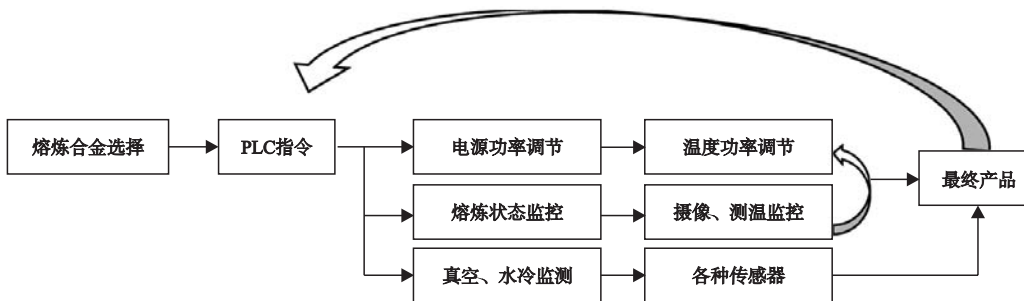 熔炼合金选择
PLC指令
电源功率调节
温度功率调节
熔炼状态监控
摄像、测温监控
真空、水冷监测
各种传感器
最终产品